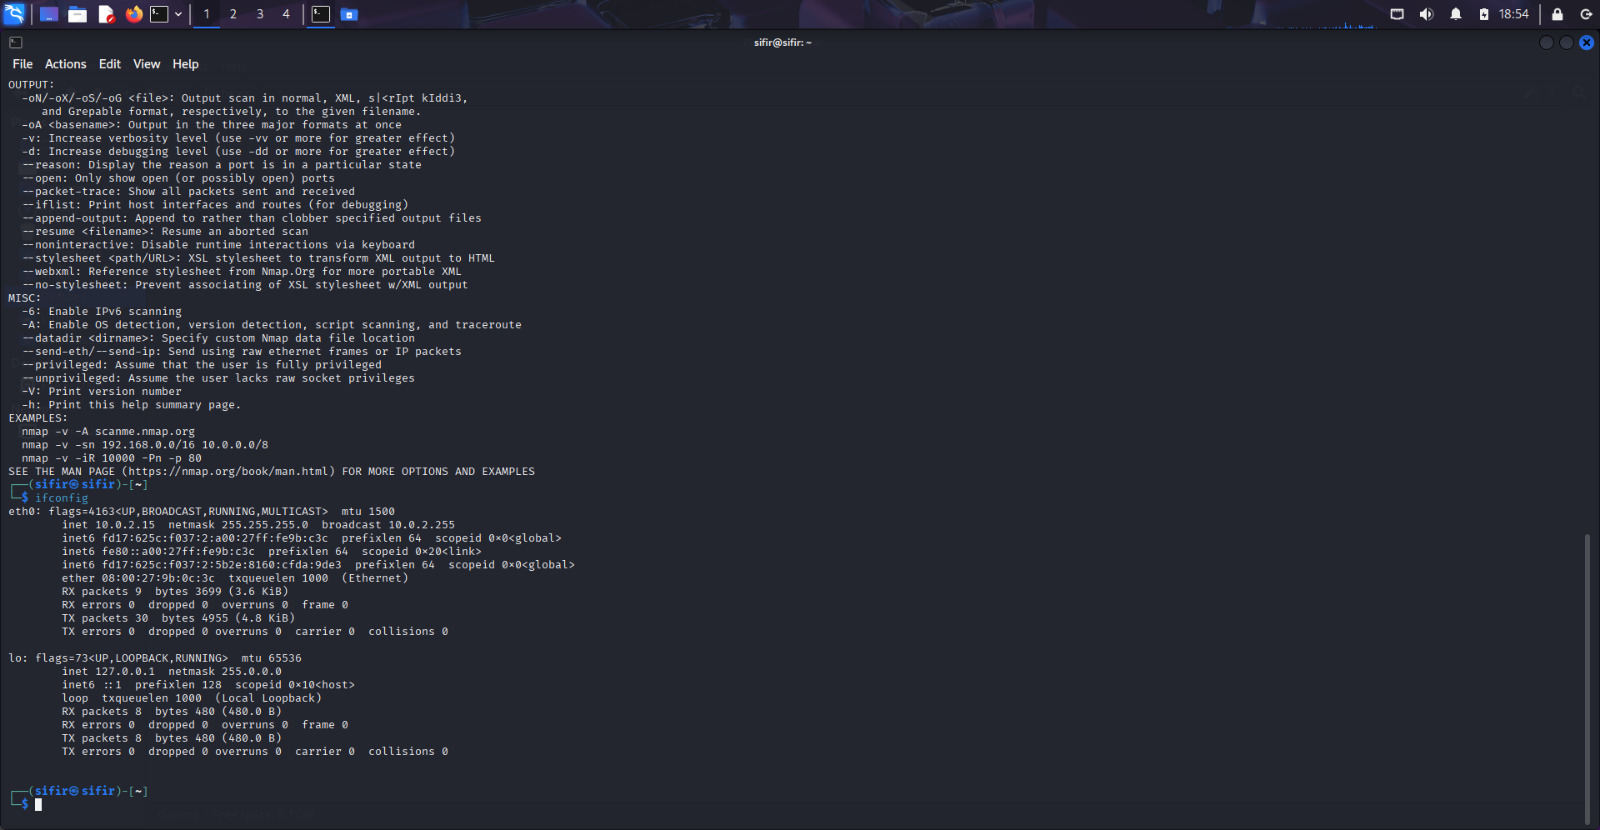 1 2 3 4 18:54
sifir@sifir: ~
File Actions Edit View Help
OUTPUT:
-oN/-oX/-oS/-oG <file>: Output scan in normal, XML, s|<rIpt kIddi3,
and Grepable format, respectively, to the given filename.
-oA <basename>: Output in the three major formats at once
-v: Increase verbosity level (use -vv or more for greater effect)
-d: Increase debugging level (use -dd or more for greater effect)
--reason: Display the reason a port is in a particular state
--open: Only show open (or possibly open) ports
--packet-trace: Show all packets sent and received
--iflist: Print host interfaces and routes (for debugging)
--append-output: Append to rather than clobber specified output files
--resume <filename>: Resume an aborted scan
--noninteractive: Disable runtime interactions via keyboard
--stylesheet <path/URL>: XSL stylesheet to transform XML output to HTML
--webxml: Reference stylesheet from Nmap.Org for more portable XML
--no-stylesheet: Prevent associating of XSL stylesheet w/XML output
MISC:
-6: Enable IPv6 scanning
-A: Enable OS detection, version detection, script scanning, and traceroute
--datadir <dirname>: Specify custom Nmap data file location
--send-eth/--send-ip: Send using raw ethernet frames or IP packets
--privileged: Assume that the user is fully privileged
--unprivileged: Assume the user lacks raw socket privileges
-V: Print version number
-h: Print this help summary page.
EXAMPLES:
nmap -v -A scanme.nmap.org
nmap -v -sn 192.168.0.0/16 10.0.0.0/8
nmap -v -iR 10000 -Pn -p 80
SEE THE MAN PAGE (https://nmap.org/book/man.html) FOR MORE OPTIONS AND EXAMPLES
┌──(sifir㉿sifir)-[~]
└─$ ifconfig
eth0: flags=4163<UP,BROADCAST,RUNNING,MULTICAST>  mtu 1500
inet 10.0.2.15  netmask 255.255.255.0  broadcast 10.0.2.255
inet6 fd17:625c:f037:2:a00:27ff:fe9b:c3c  prefixlen 64  scopeid 0x0<global>
inet6 fe80::a00:27ff:fe9b:c3c  prefixlen 64  scopeid 0x20<link>
inet6 fd17:625c:f037:2:5b2e:8160:cfda:9de3  prefixlen 64  scopeid 0x0<global>
ether 08:00:27:9b:0c:3c  txqueuelen 1000  (Ethernet)
RX packets 9  bytes 3699 (3.6 KiB)
RX errors 0  dropped 0  overruns 0  frame 0
TX packets 30  bytes 4955 (4.8 KiB)
TX errors 0  dropped 0 overruns 0  carrier 0  collisions 0
lo: flags=73<UP,LOOPBACK,RUNNING>  mtu 65536
inet 127.0.0.1  netmask 255.0.0.0
inet6 ::1  prefixlen 128  scopeid 0x10<host>
loop  txqueuelen 1000  (Local Loopback)
RX packets 8  bytes 480 (480.0 B)
RX errors 0  dropped 0  overruns 0  frame 0
TX packets 8  bytes 480 (480.0 B)
TX errors 0  dropped 0 overruns 0  carrier 0  collisions 0
┌──(sifir㉿sifir)-[~]
└─$